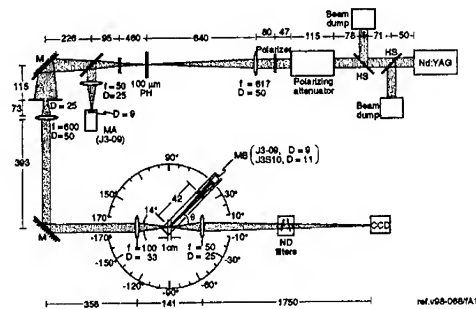 Beam dump
226 95 460 640 80 47 115 78 71 50
Polarizer
M
115
100 µm PH
Polarizing attenuator
HS
HS
Nd:YAG
f = 50
D = 25
f = 617
D = 50
D = 25
73
f = 600
D = 50
D = 9
MA
(J3-09)
Beam dump
393
MB (J3-09, D = 9)
(J3S10, D = 11)
90°
150°
30°
42
170°
14°
θ
10°
M
-170°
-10°
f = 100
D = 33
1cm
f = 50
D = 25
ND filters
CCD
-150°
-30°
-120°
-90°
-60°
356 141 1750
ref.v98-068/fA1